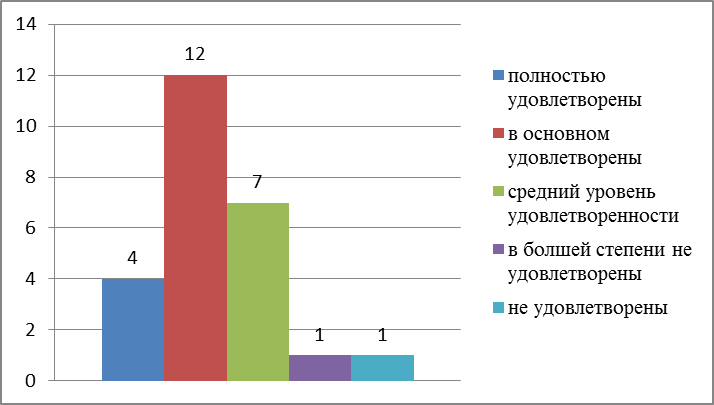 14
12
10
8
6
4
2
0
4
12
7
1
1
полностью
удовлетворены
в основном
удовлетворены
средний уровень
удовлетворенности
в болшей степени не
удовлетворены
не удовлетворены